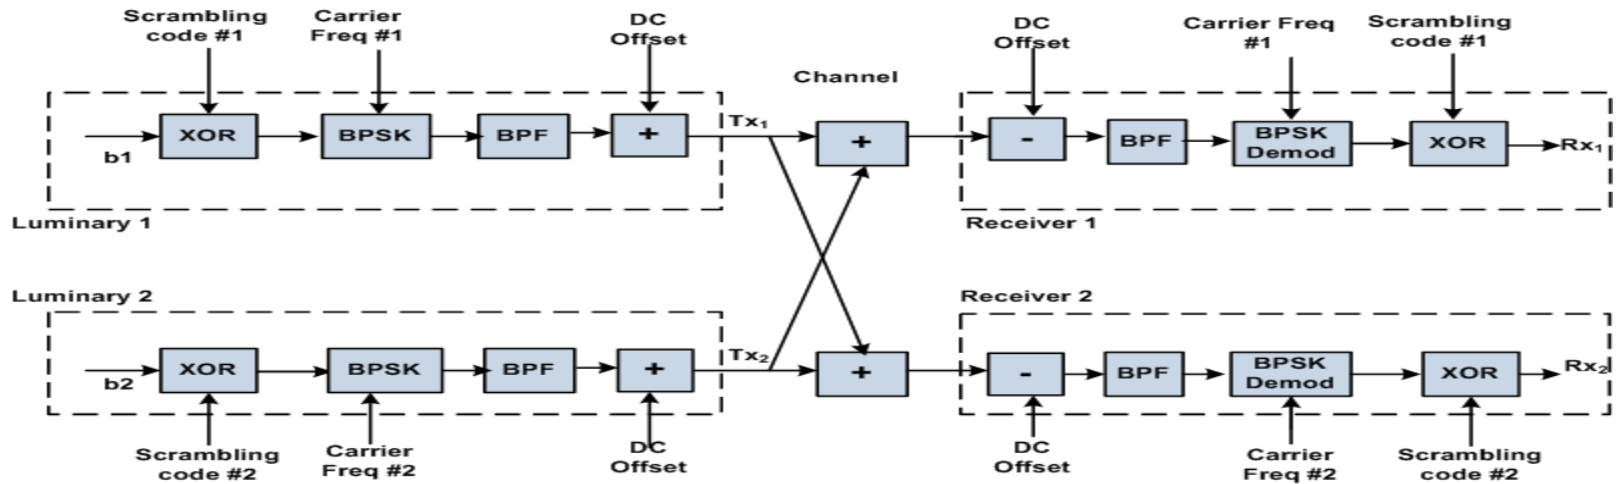 Scrambling
code #1
Carrier
Freq #1
DC
Offset
Channel
DC
Offset
Carrier Freq
#1
Scrambling
code #1
b1
XOR
BPSK
BPF
+
Tx1
+
-
BPF
BPSK
Demod
XOR
Rx1
Luminary 1
Receiver 1
Luminary 2
Receiver 2
b2
XOR
BPSK
BPF
+
Tx2
+
-
BPF
BPSK
Demod
XOR
Rx2
Scrambling
code #2
Carrier
Freq #2
DC
Offset
DC
Offset
Carrier
Freq #2
Scrambling
code #2